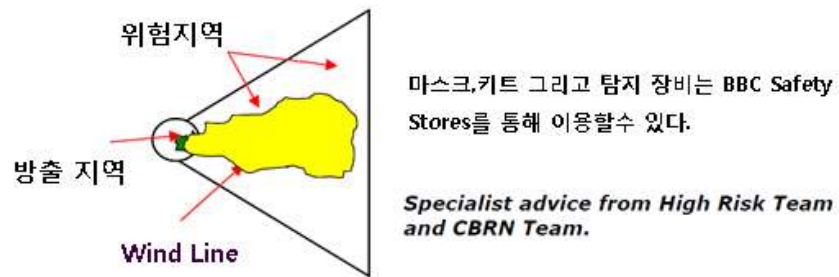 위험지역
방출 지역
Wind Line
마스크,키트 그리고 탐지 장비는 BBC Safety
Stores를 통해 이용할수 있다.
Specialist advice from High Risk Team
and CBRN Team.